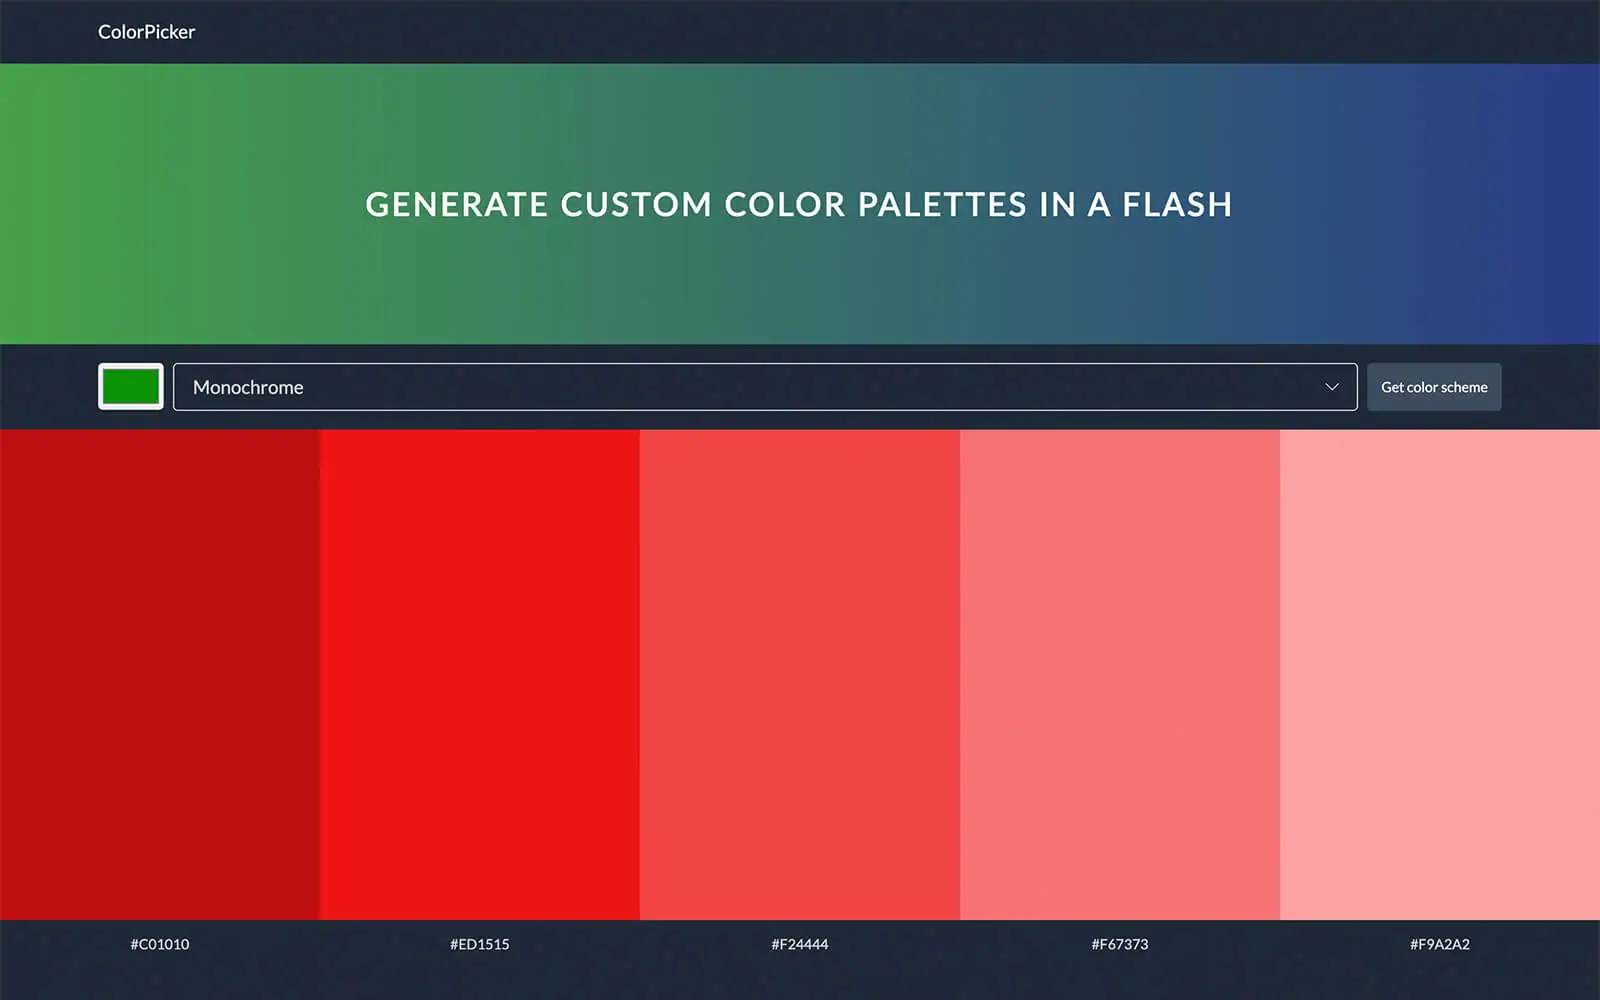 ColorPicker
GENERATE CUSTOM COLOR PALETTES IN A FLASH
Monochrome
Get color scheme
#C01010
#ED1515
#F24444
#F67373
#F9A2A2